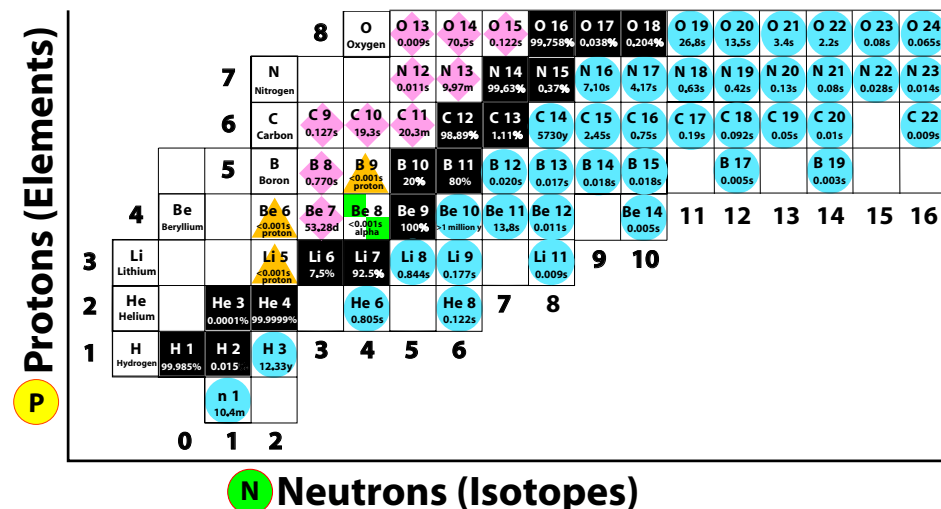 Protons (Elements)
P
8
O
Oxygen
O 13
0.009s
O 14
70.5s
O 15
0.122s
O 16
99.758%
O 17
0.038%
O 18
0.204%
O 19
26.8s
O 20
13.5s
O 21
3.4s
O 22
2.2s
O 23
0.08s
O 24
0.065s
7
N
Nitrogen
N 12
0.011s
N 13
9.97m
N 14
99.63%
N 15
0.37%
N 16
7.10s
N 17
4.17s
N 18
0.63s
N 19
0.42s
N 20
0.13s
N 21
0.08s
N 22
0.028s
N 23
0.014s
6
C
Carbon
C 9
0.127s
C 10
19.3s
C 11
20.3m
C 12
98.89%
C 13
1.11%
C 14
5730y
C 15
2.45s
C 16
0.75s
C 17
0.19s
C 18
0.092s
C 19
0.05s
C 20
0.01s
C 22
0.009s
5
B
Boron
B 8
0.770s
B 9
<0.001s
proton
B 10
20%
B 11
80%
B 12
0.020s
B 13
0.017s
B 14
0.018s
B 15
0.018s
B 17
0.005s
B 19
0.003s
4
Be
Beryllium
Be 6
<0.001s
proton
Be 7
53.28d
Be 8
<0.001s
alpha
Be 9
100%
Be 10
>1 million y
Be 11
13.8s
Be 12
0.011s
Be 14
0.005s
11
12
13
14
15
16
3
Li
Lithium
Li 5
<0.001s
proton
Li 6
7.5%
Li 7
92.5%
Li 8
0.844s
Li 9
0.177s
Li 11
0.009s
9
10
2
He
Helium
He 3
0.0001%
He 4
99.9999%
He 6
0.805s
He 8
0.122s
7
8
1
H
Hydrogen
H 1
99.985%
H 2
0.015
H 3
12.33y
3
4
5
6
n 1
10.4m
0
1
2
N
Neutrons (Isotopes)